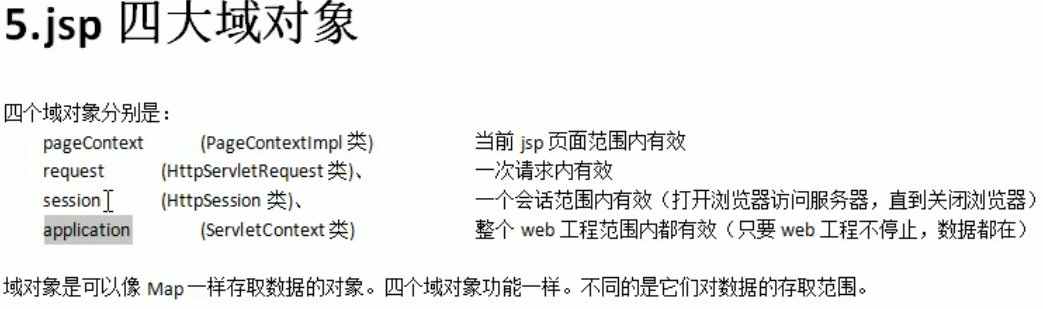 5.jsp 四大域对象
四个域对象分别是：
pageContext (PageContextImpl 类) 当前 jsp 页面范围内有效
request (HttpServletRequest 类)、 一次请求内有效
session (HttpSession 类)、 一个会话范围内有效（打开浏览器访问服务器，直到关闭浏览器）
application (ServletContext 类) 整个 web 工程范围内都有效（只要 web 工程不停止，数据都在）
域对象是可以像 Map 一样存取数据的对象。四个域对象功能一样。不同的是它们对数据的存取范围。